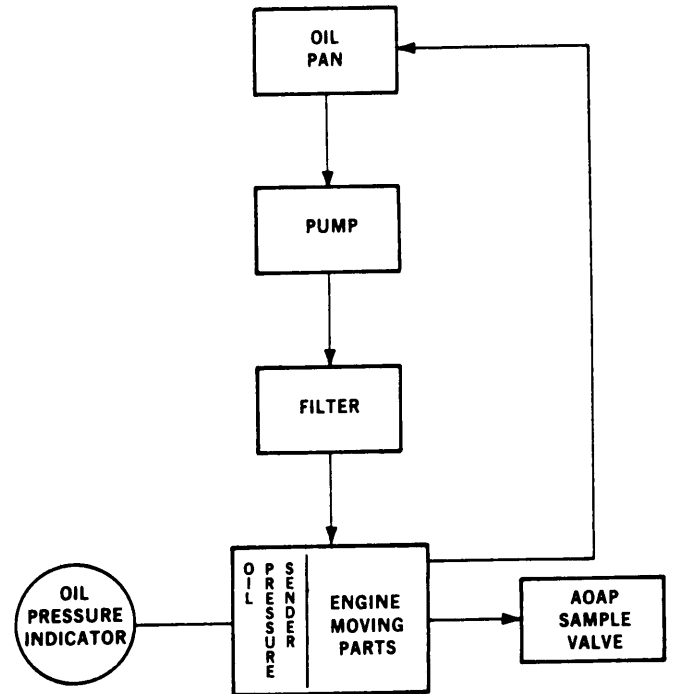 OIL
PAN
PUMP
FILTER
OIL
PRESSURE
SENDER
ENGINE
MOVING
PARTS
OIL
PRESSURE
INDICATOR
AOAP
SAMPLE
VALVE